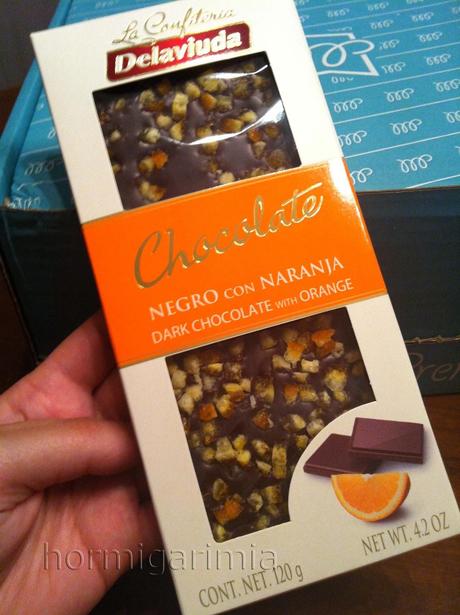 La Confitería
Delaviuda
Chocolate
NEGRO CON NARANJA
DARK CHOCOLATE WITH ORANGE
hormigarimia
CONT. NET. 120 g
NET WT. 4.2 OZ